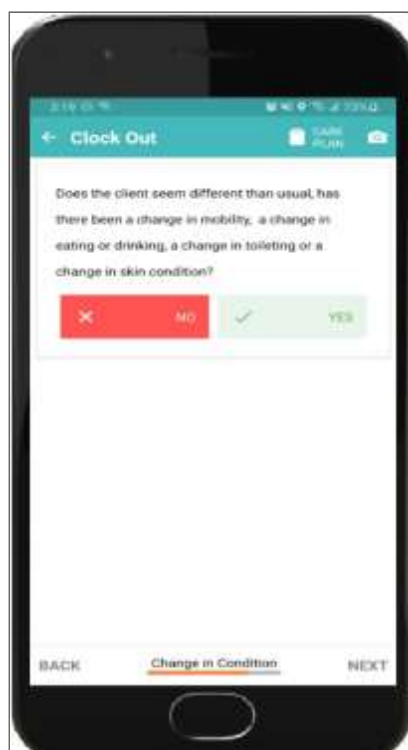 Clock Out
CARE
PLAN
Does the client seem different than usual, has
there been a change in mobility, a change in
eating or drinking, a change in toileting or a
change in skin condition?
NO
YES
BACK
Change in Condition
NEXT